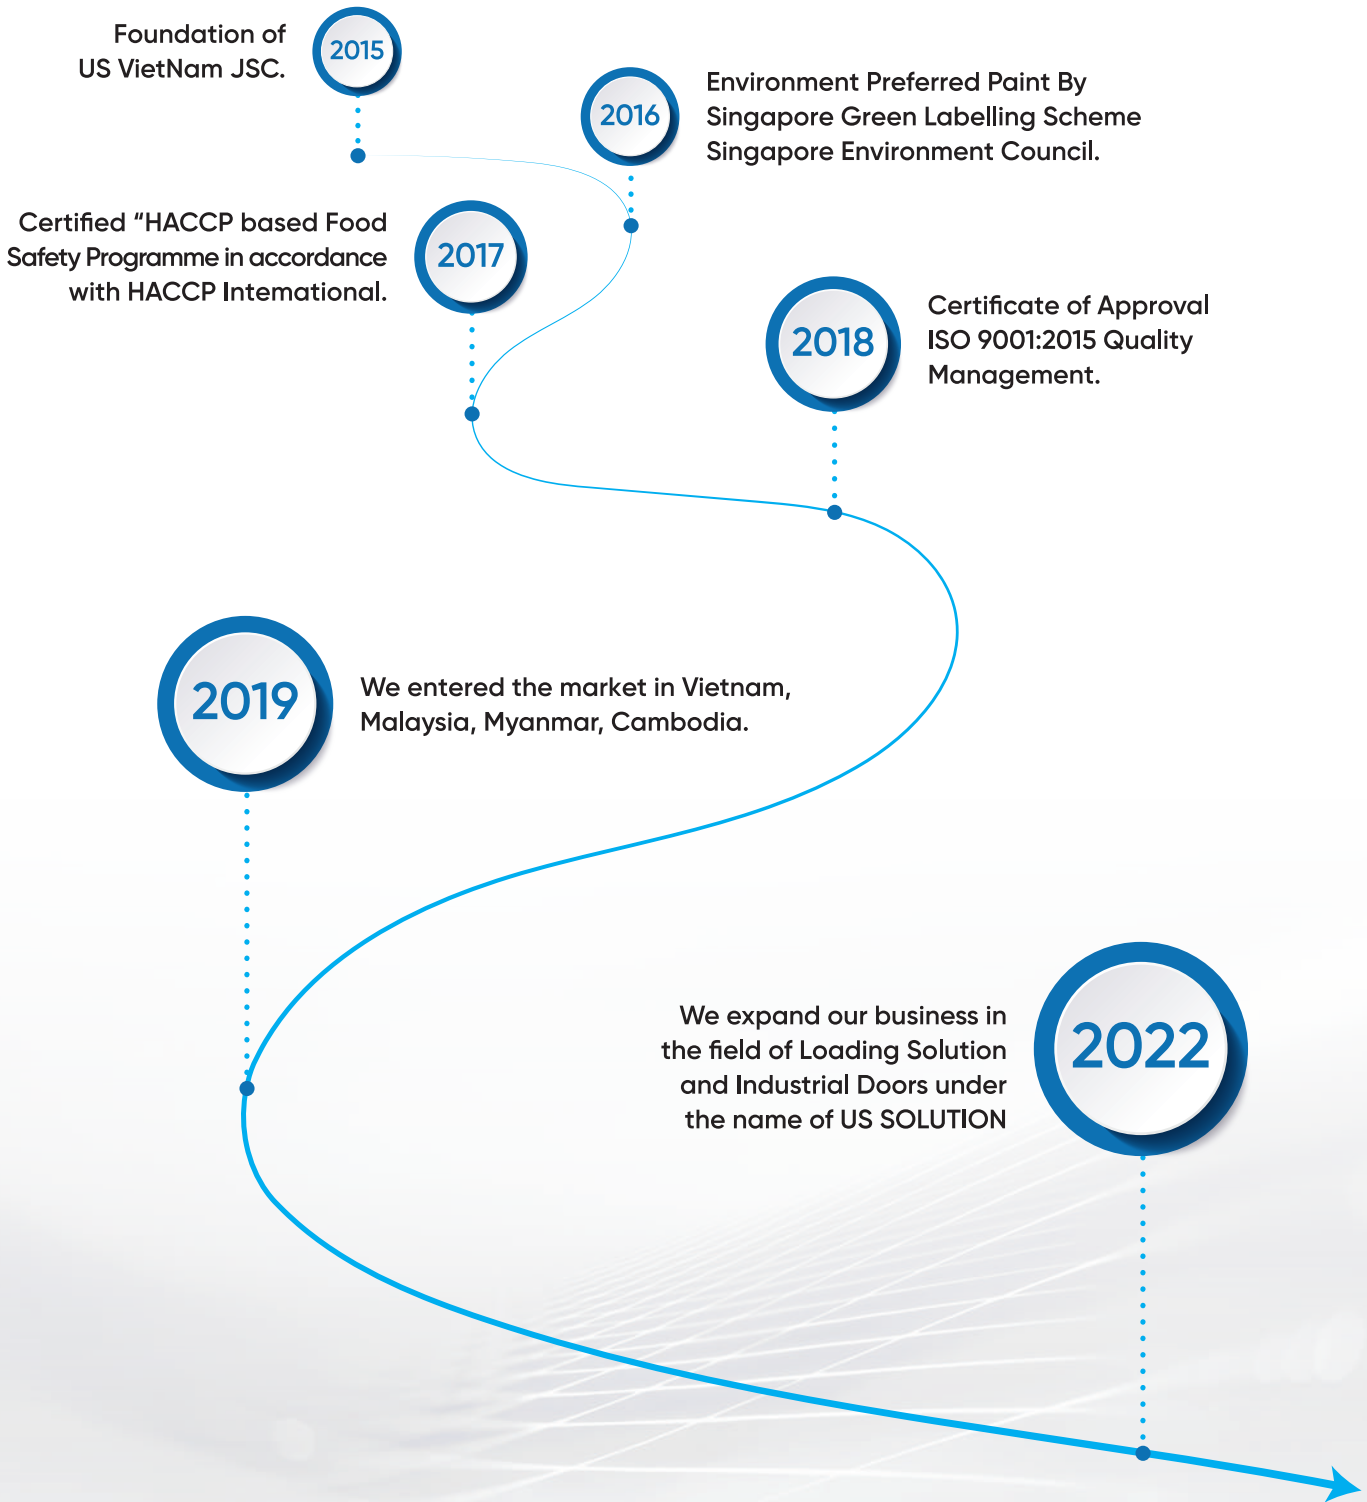 Foundation of
US VietNam JSC.
2015
2016
Environment Preferred Paint By
Singapore Green Labelling Scheme
Singapore Environment Council.
Certified “HACCP based Food
Safety Programme in accordance
with HACCP International.
2017
2018
Certificate of Approval
ISO 9001:2015 Quality
Management.
2019
We entered the market in Vietnam,
Malaysia, Myanmar, Cambodia.
We expand our business in
the field of Loading Solution
and Industrial Doors under
the name of US SOLUTION
2022